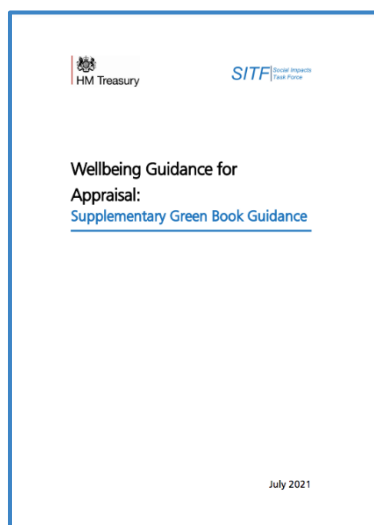 HM Treasury
SITF Social Impacts
Task Force
Wellbeing Guidance for
Appraisal:
Supplementary Green Book Guidance
July 2021